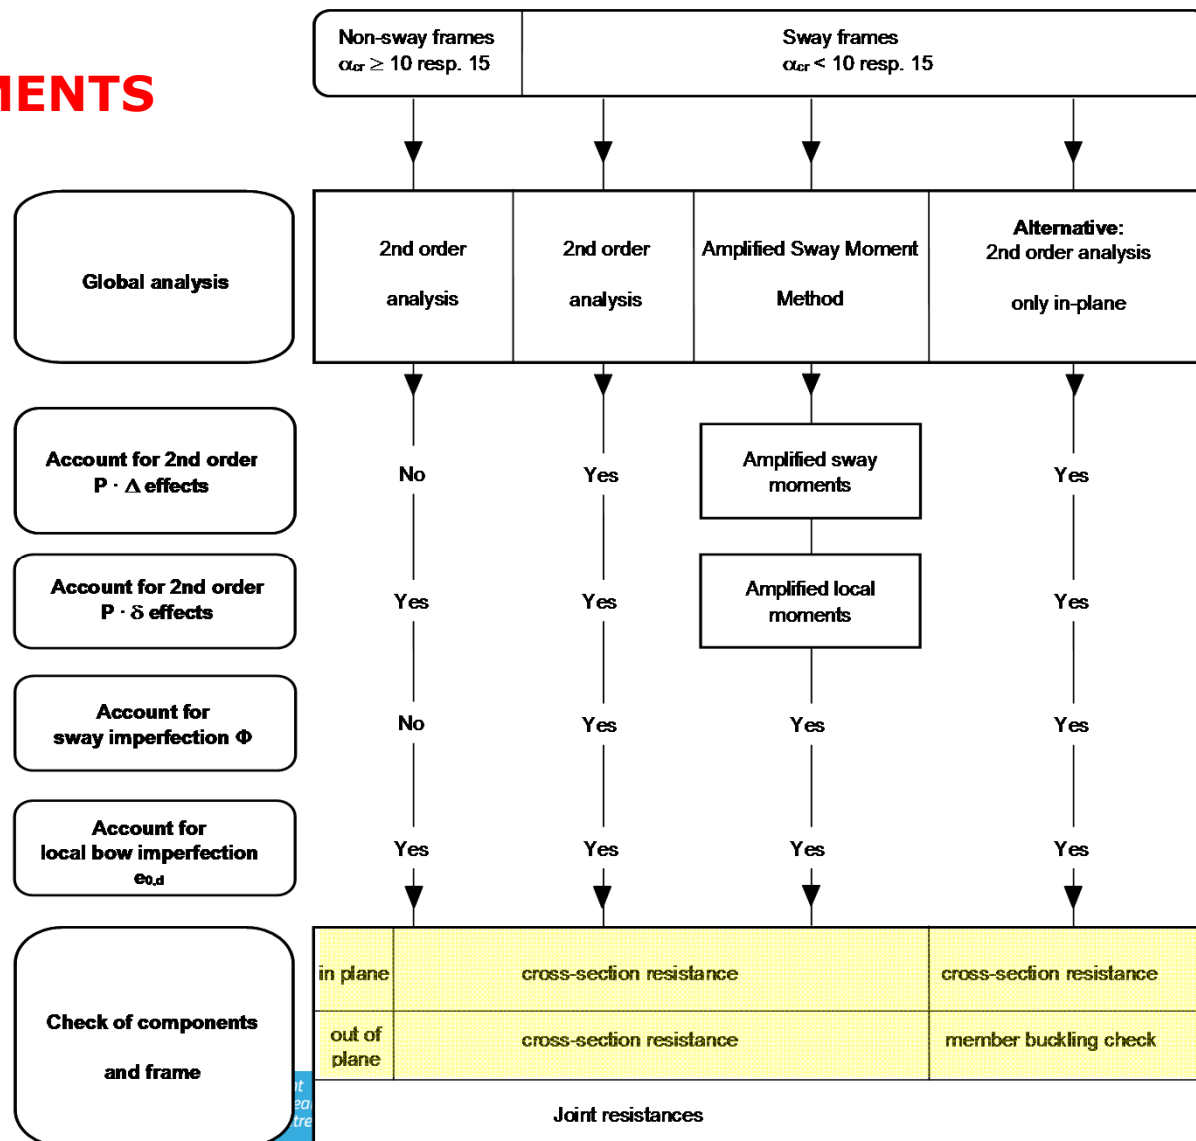 MENTS
Non-sway frames
αcr ≥ 10 resp. 15
Sway frames
αcr < 10 resp. 15
Global analysis
2nd order
analysis
2nd order
analysis
Amplified Sway Moment
Method
Alternative:
2nd order analysis
only in-plane
Account for 2nd order
P · Δ effects
No
Yes
Amplified sway
moments
Yes
Account for 2nd order
P · δ effects
Yes
Yes
Amplified local
moments
Yes
Account for
sway imperfection Φ
No
Yes
Yes
Yes
Account for
local bow imperfection
e0,d
Yes
Yes
Yes
Yes
Check of components
and frame
in plane
cross-section resistance
cross-section resistance
out of
plane
cross-section resistance
member buckling check
Joint resistances